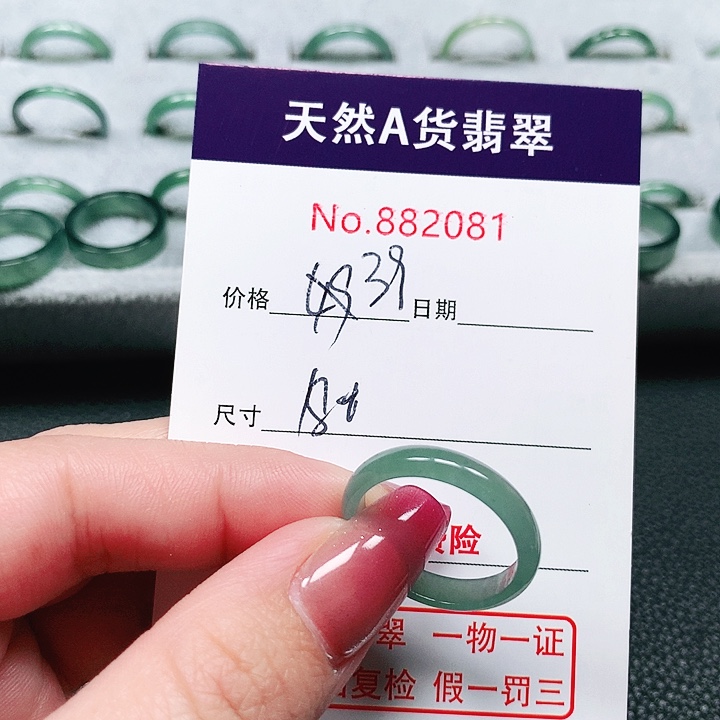 天然A货翡翠
No.882081
价格 39 日期
尺寸
险
翠 一物一证
复检 假一罚三